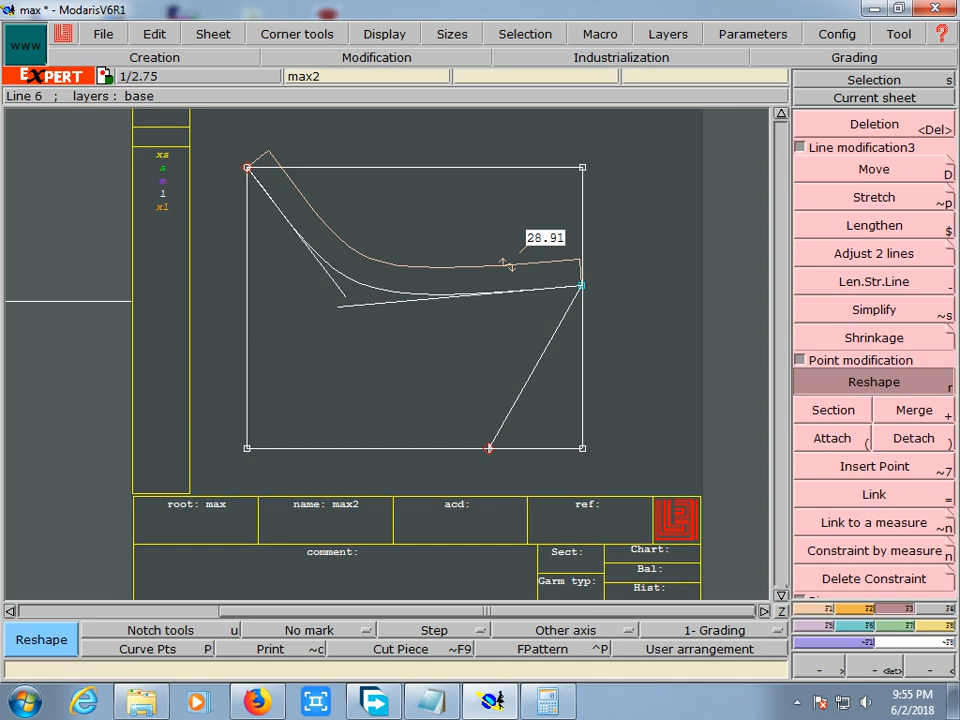 max * - ModarisV6R1
www
File Edit Sheet Corner tools Display Sizes Selection Macro Layers Parameters Config Tool ?
Creation Modification Industrialization Grading
EXPERT 1/2.75 max2
Selection s
Line 6 ; layers : base
Current sheet
Deletion <Del>
Line modification3
Move D
Stretch ~p
Lengthen $
Adjust 2 lines
Len.Str.Line -
Simplify ~s
Shrinkage
Point modification
Reshape r
Section Merge +
Attach ( Detach )
Insert Point ~7
Link =
Link to a measure ~n
Constraint by measure n
Delete Constraint
xs
s
m
l
xl
28.91
root: max name: max2 acd: ref:
comment: Sect: Chart:
Bal:
Garm typ: Hist:
Z
F1 F2 F3 F4
F5 F6 F7 F8
~F1 ~F8
Reshape
Notch tools u No mark Step Other axis 1- Grading
Curve Pts P Print ~c Cut Piece ~F9 FPattern ^P User arrangement
- > - <Ret> - <
9:55 PM
6/2/2018